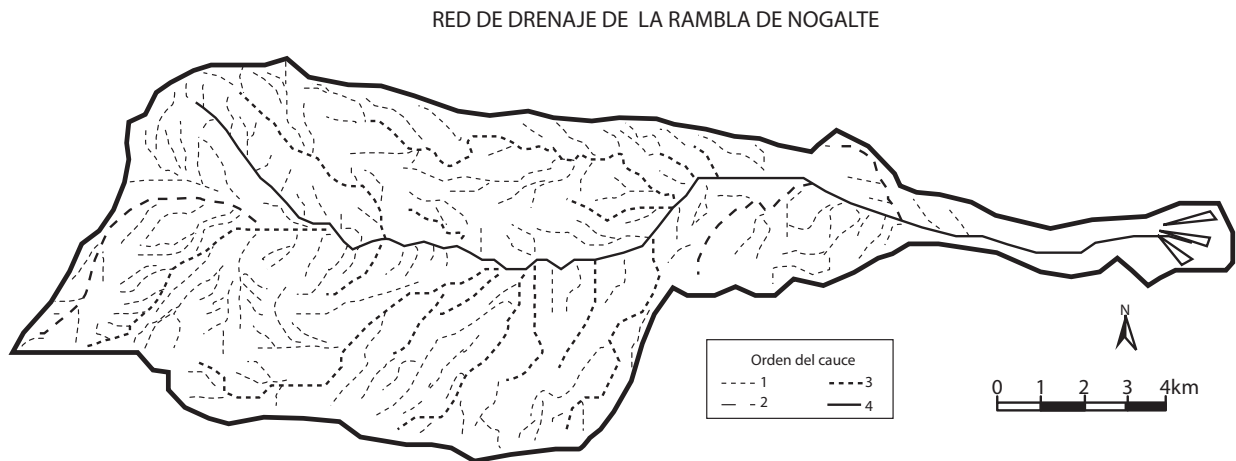 RED DE DRENAJE DE LA RAMBLA DE NOGALTE
N
Orden del cauce
1 3
2 4
0 1 2 3 4km